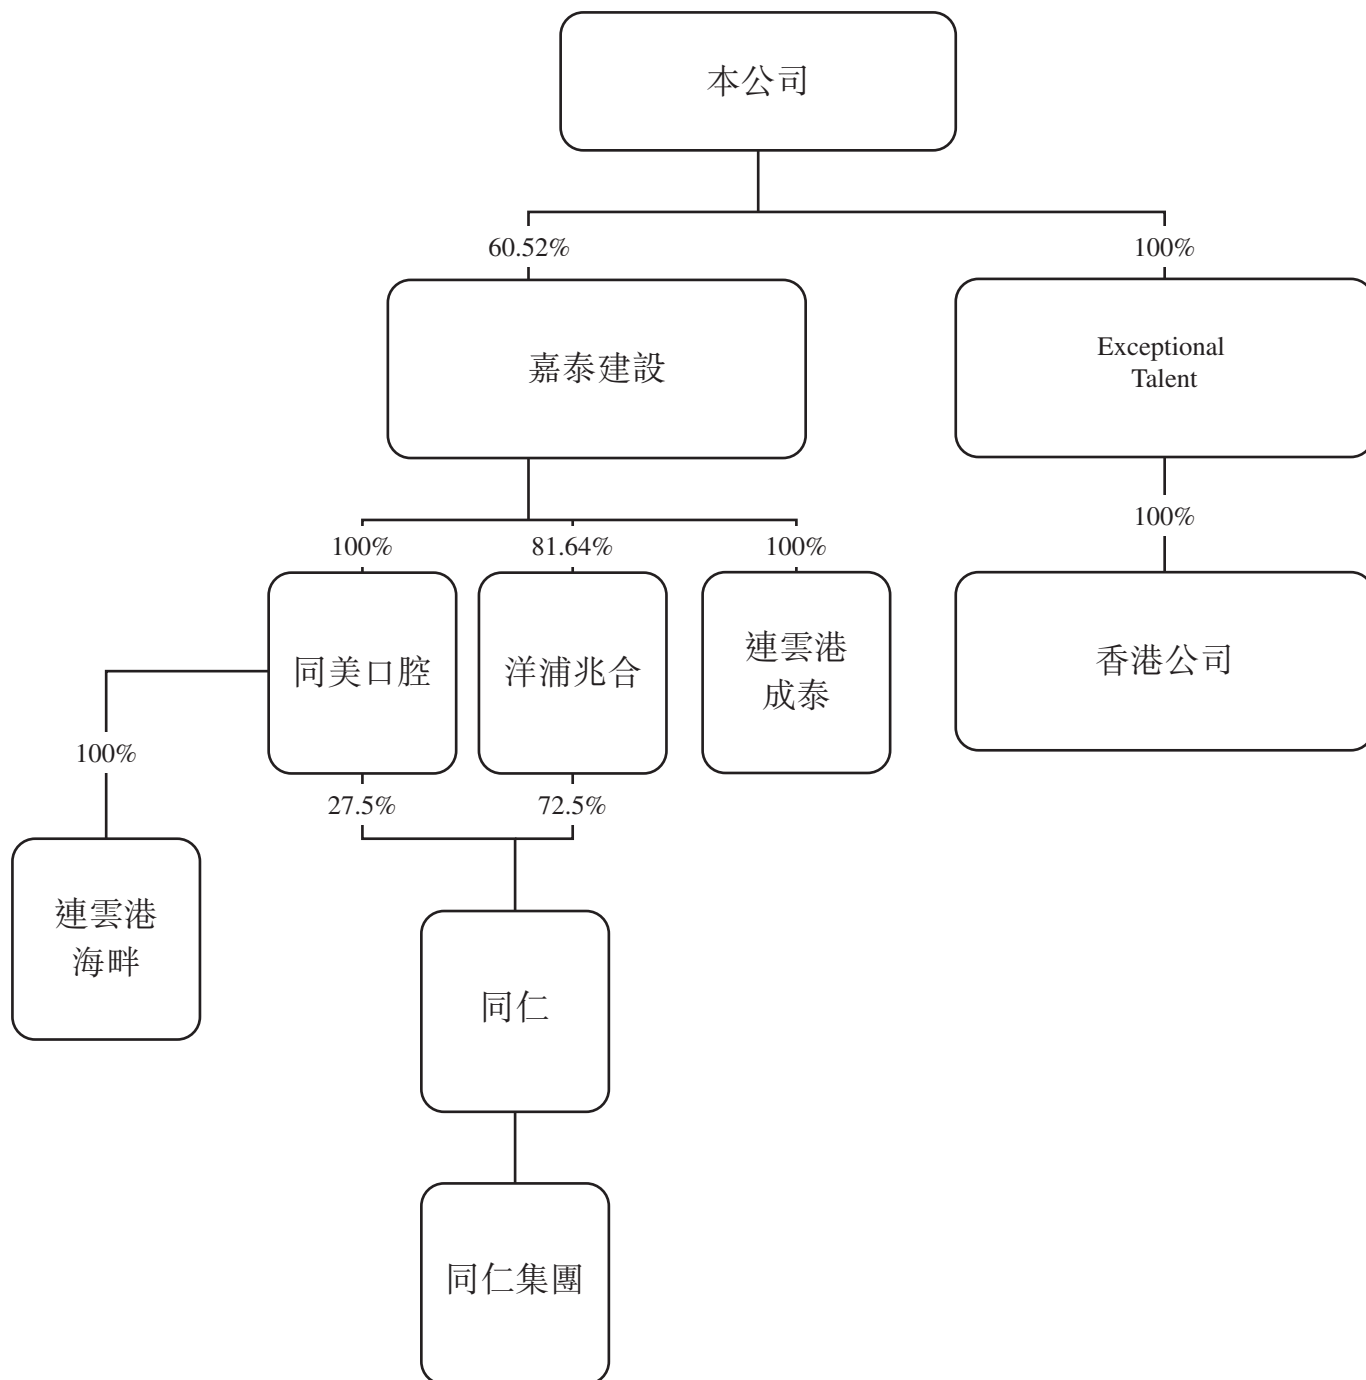 本公司
60.52%
100%
嘉泰建設
Exceptional
Talent
100%
81.64%
100%
100%
同美口腔
洋浦兆合
連雲港
成泰
香港公司
100%
27.5%
72.5%
連雲港
海畔
同仁
同仁集團